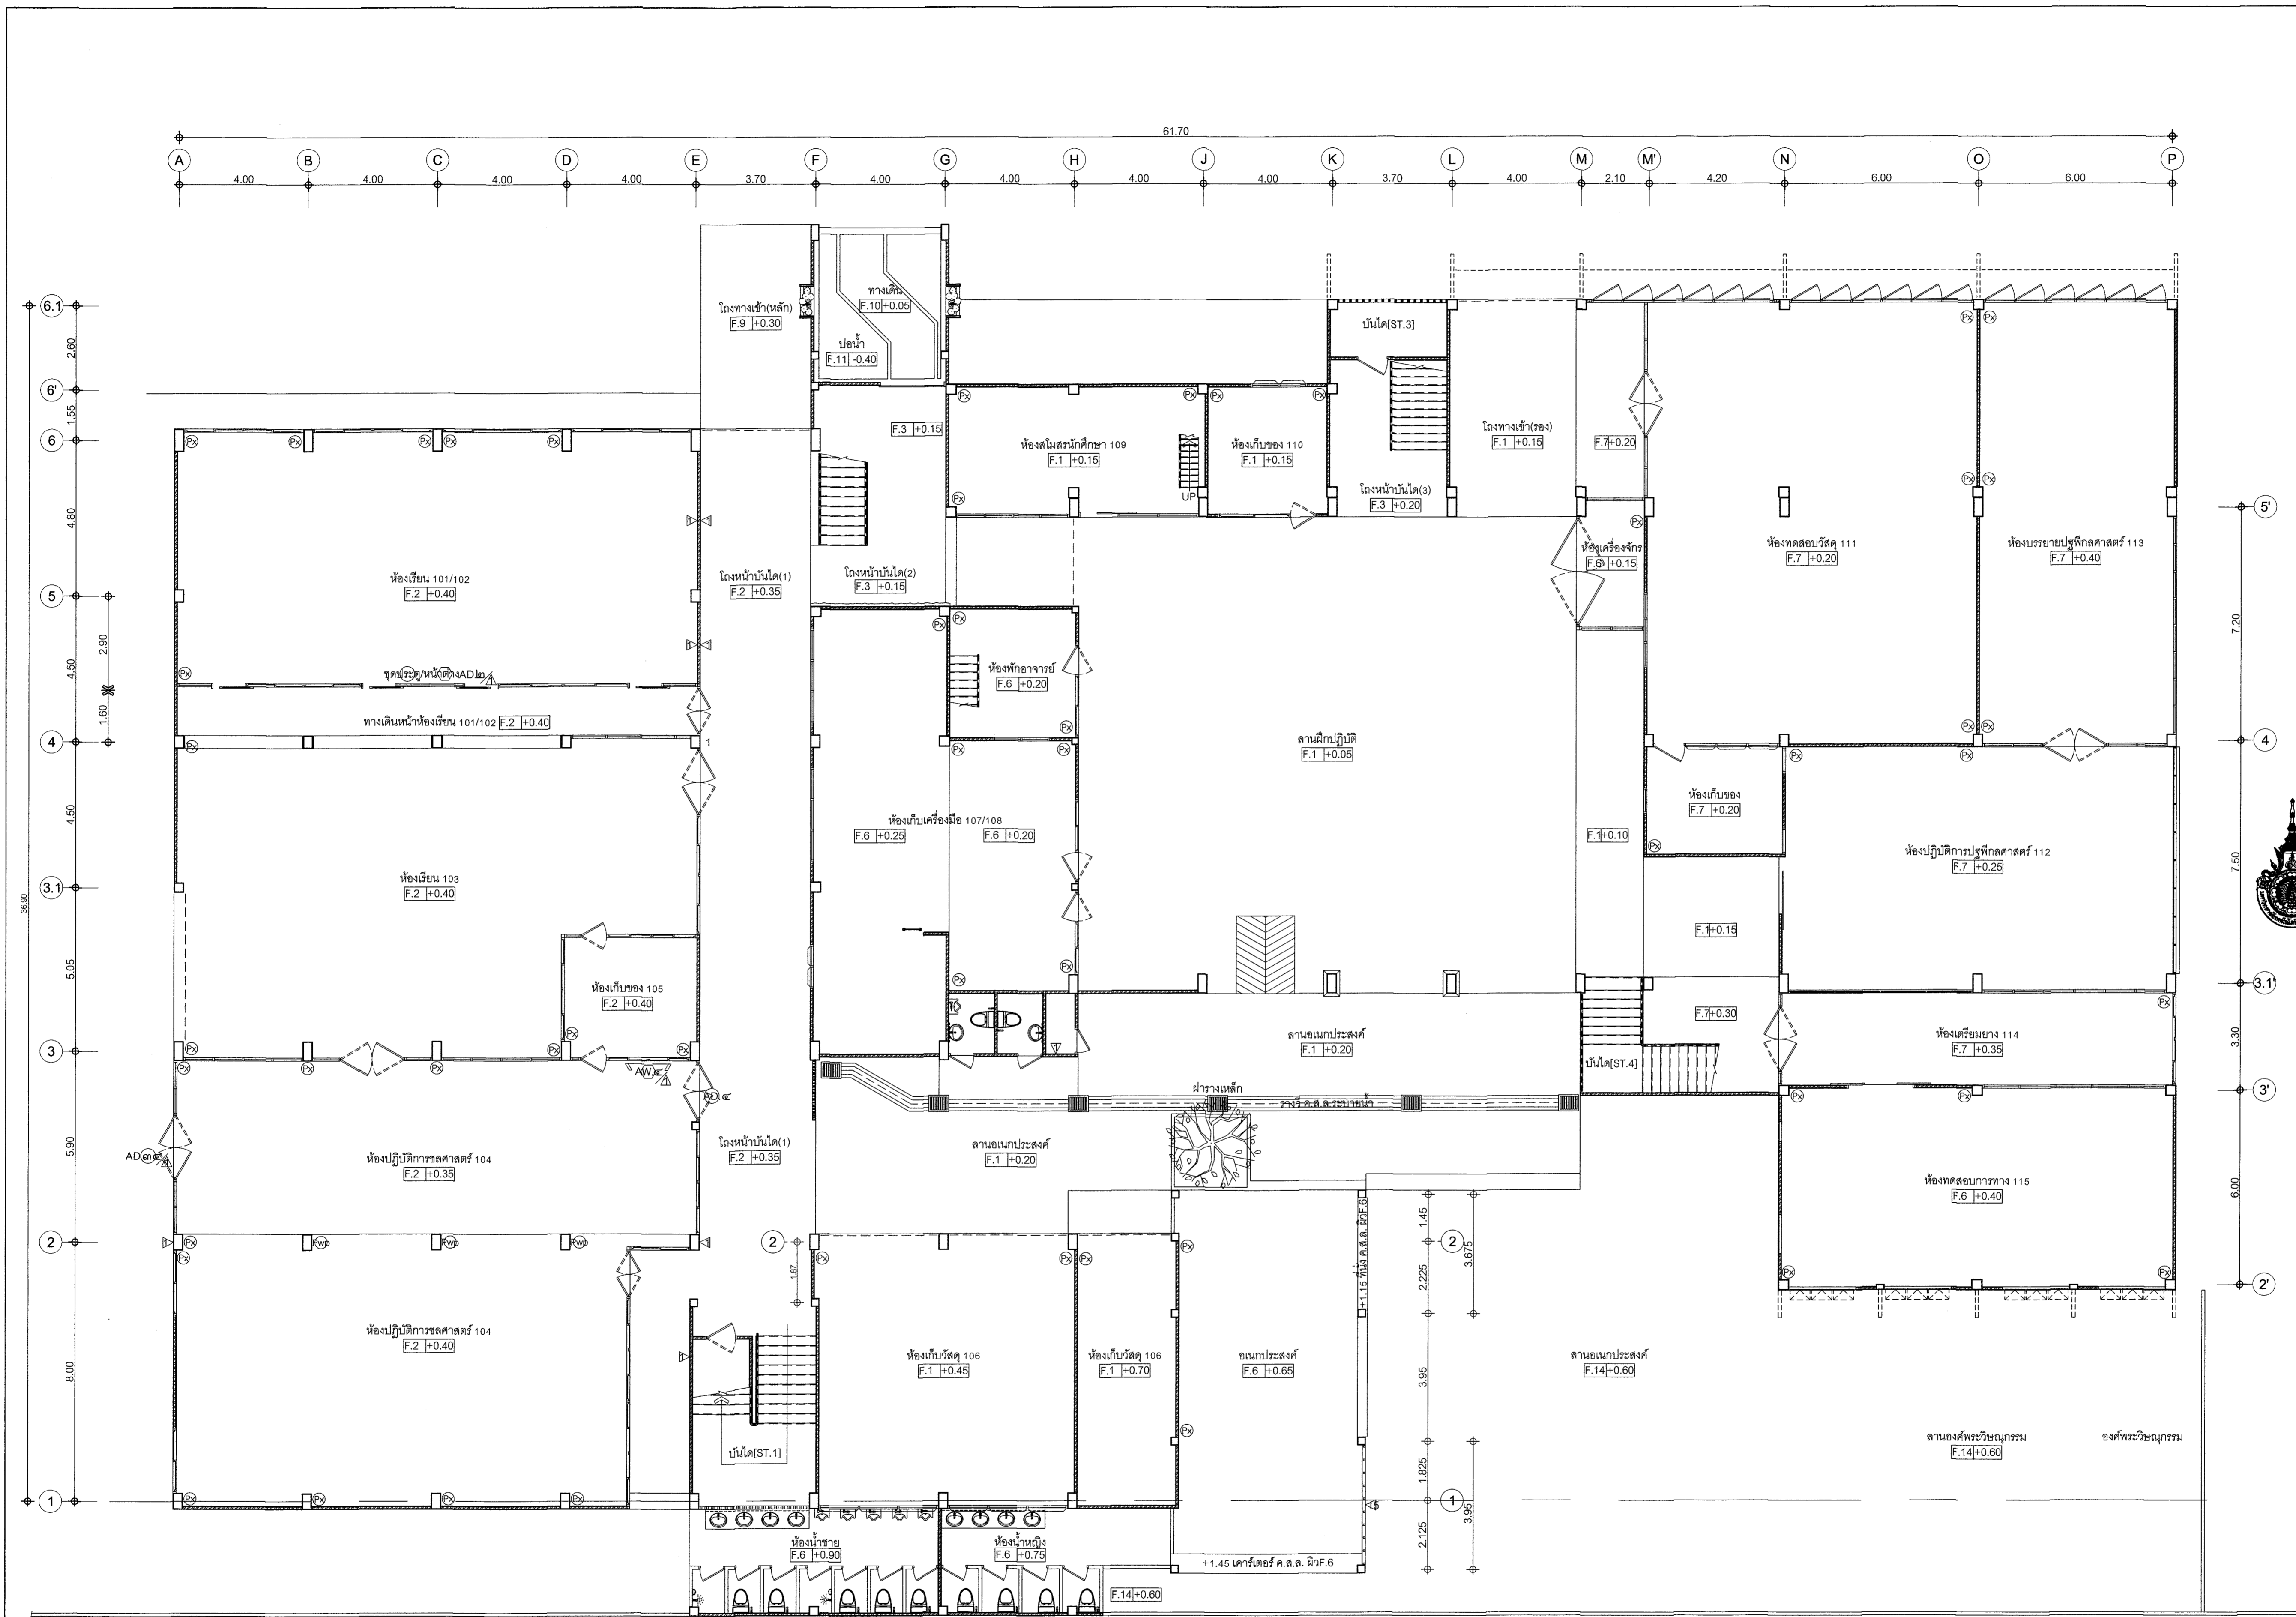 61.70
A B C D E F G H J K L M M' N O P
4.00 4.00 4.00 4.00 3.70 4.00 4.00 4.00 4.00 3.70 4.00 2.10 4.20 6.00 6.00
6.1
2.60
6'
1.55
6
4.80
5
2.90
4.50
1.60
4
4.50
3.1
36.90
5.05
3
5.90
2
8.00
1
โถงทางเข้า(หลัก)
F.9 +0.30
ทางเดิน
F.10 +0.05
บ่อน้ำ
F.11 -0.40
F.3 +0.15
ห้องสโมสรนักศึกษา 109
F.1 +0.15
UP
ห้องเก็บของ 110
F.1 +0.15
บันได[ST.3]
โถงหน้าบันได(3)
F.3 +0.20
โถงทางเข้า(รอง)
F.1 +0.15
F.7 +0.20
ห้องเครื่องจักร
F.6 +0.15
ห้องทดสอบวัสดุ 111
F.7 +0.20
ห้องบรรยายปฐพีกลศาสตร์ 113
F.7 +0.40
ห้องเรียน 101/102
F.2 +0.40
ทางเดินหน้าห้องเรียน 101/102 F.2 +0.40
โถงหน้าบันได(1)
F.2 +0.35
โถงหน้าบันได(2)
F.3 +0.15
ห้องพักอาจารย์
F.6 +0.20
1
ลานฝึกปฏิบัติ
F.1 +0.05
ห้องเก็บเครื่องมือ 107/108
F.6 +0.25
F.6 +0.20
ห้องเก็บของ
F.7 +0.20
F.1 +0.10
ห้องปฏิบัติการปฐพีกลศาสตร์ 112
F.7 +0.25
ห้องเรียน 103
F.2 +0.40
ห้องเก็บของ 105
F.2 +0.40
F.1 +0.15
F.7 +0.30
บันได[ST.4]
ห้องเตรียมยาง 114
F.7 +0.35
ลานอเนกประสงค์
F.1 +0.20
ฝารางเหล็ก
รางวี ค.ส.ล.ระบายน้ำ
ห้องปฏิบัติการชลศาสตร์ 104
F.2 +0.35
โถงหน้าบันได(1)
F.2 +0.35
ลานอเนกประสงค์
F.1 +0.20
ห้องทดสอบการทาง 115
F.6 +0.40
ห้องปฏิบัติการชลศาสตร์ 104
F.2 +0.40
บันได[ST.1]
2
1.87
ห้องเก็บวัสดุ 106
F.1 +0.45
ห้องเก็บวัสดุ 106
F.1 +0.70
อเนกประสงค์
F.6 +0.65
1.45
2
3.675
2.225
3.95
1.825
1
3.95
2.125
ลานอเนกประสงค์
F.14 +0.60
ลานองค์พระวิษณุกรรม
F.14 +0.60
องค์พระวิษณุกรรม
ห้องน้ำชาย
F.6 +0.90
ห้องน้ำหญิง
F.6 +0.75
F.14 +0.60
+1.45 เคาร์เตอร์ ค.ส.ล. ผิวF.6
5'
7.20
4
7.50
3.1'
3.30
3'
6.00
2'